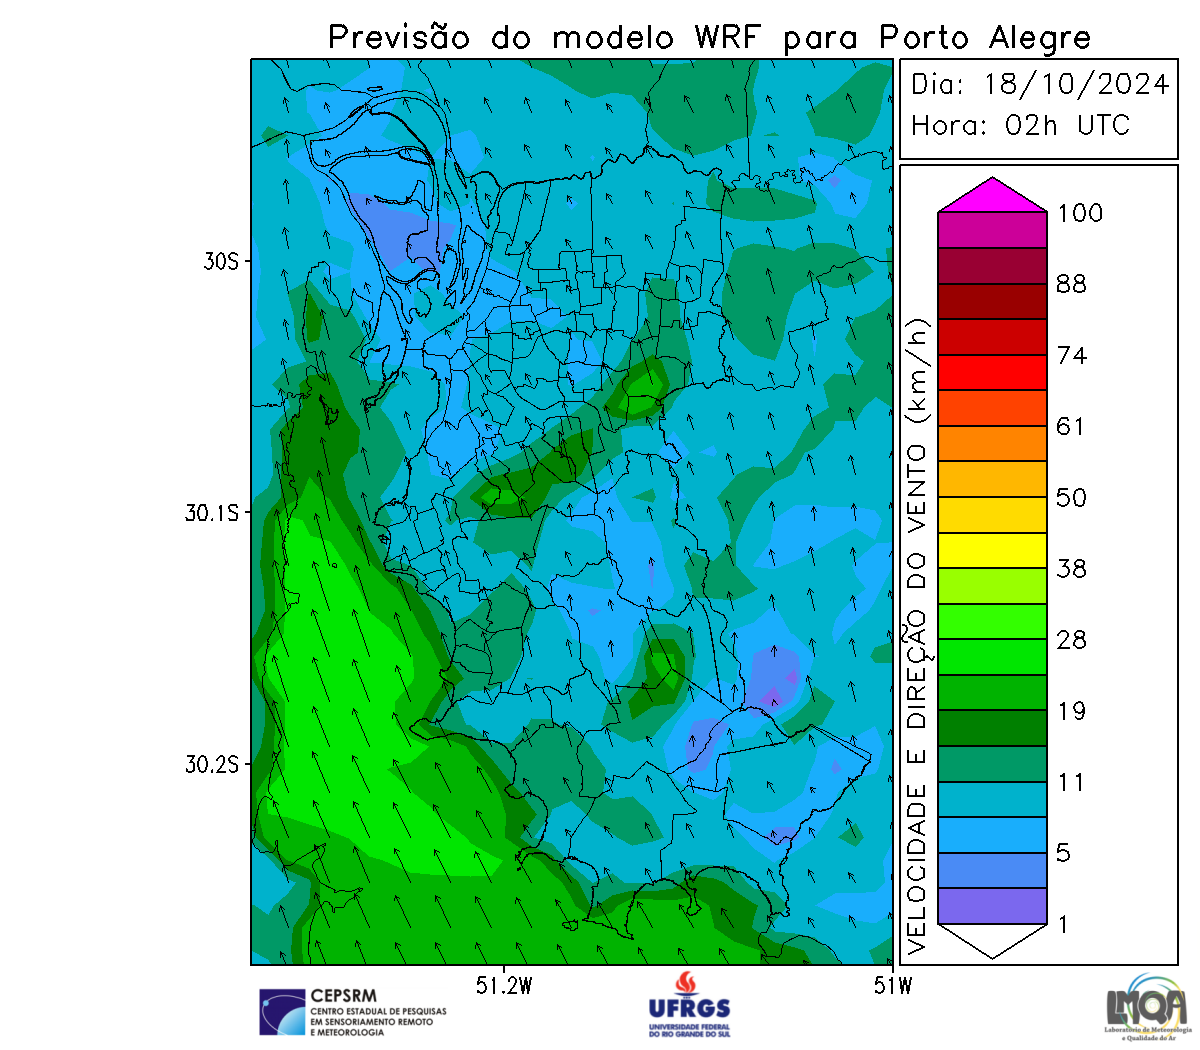 Previsão do modelo WRF para Porto Alegre
Dia: 18/10/2024
Hora: 02h UTC
30S
30.1S
30.2S
51.2W
51W
VELOCIDADE E DIREÇÃO DO VENTO (km/h)
100
88
74
61
50
38
28
19
11
5
1
CEPSRM
CENTRO ESTADUAL DE PESQUISAS
EM SENSORIAMENTO REMOTO
E METEOROLOGIA
UFRGS
UNIVERSIDADE FEDERAL
DO RIO GRANDE DO SUL
LMQA
Laboratório de Meteorologia
e Qualidade do Ar